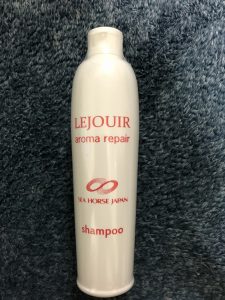 LEJOUIR
aroma repair
SEA HORSE JAPAN
shampoo